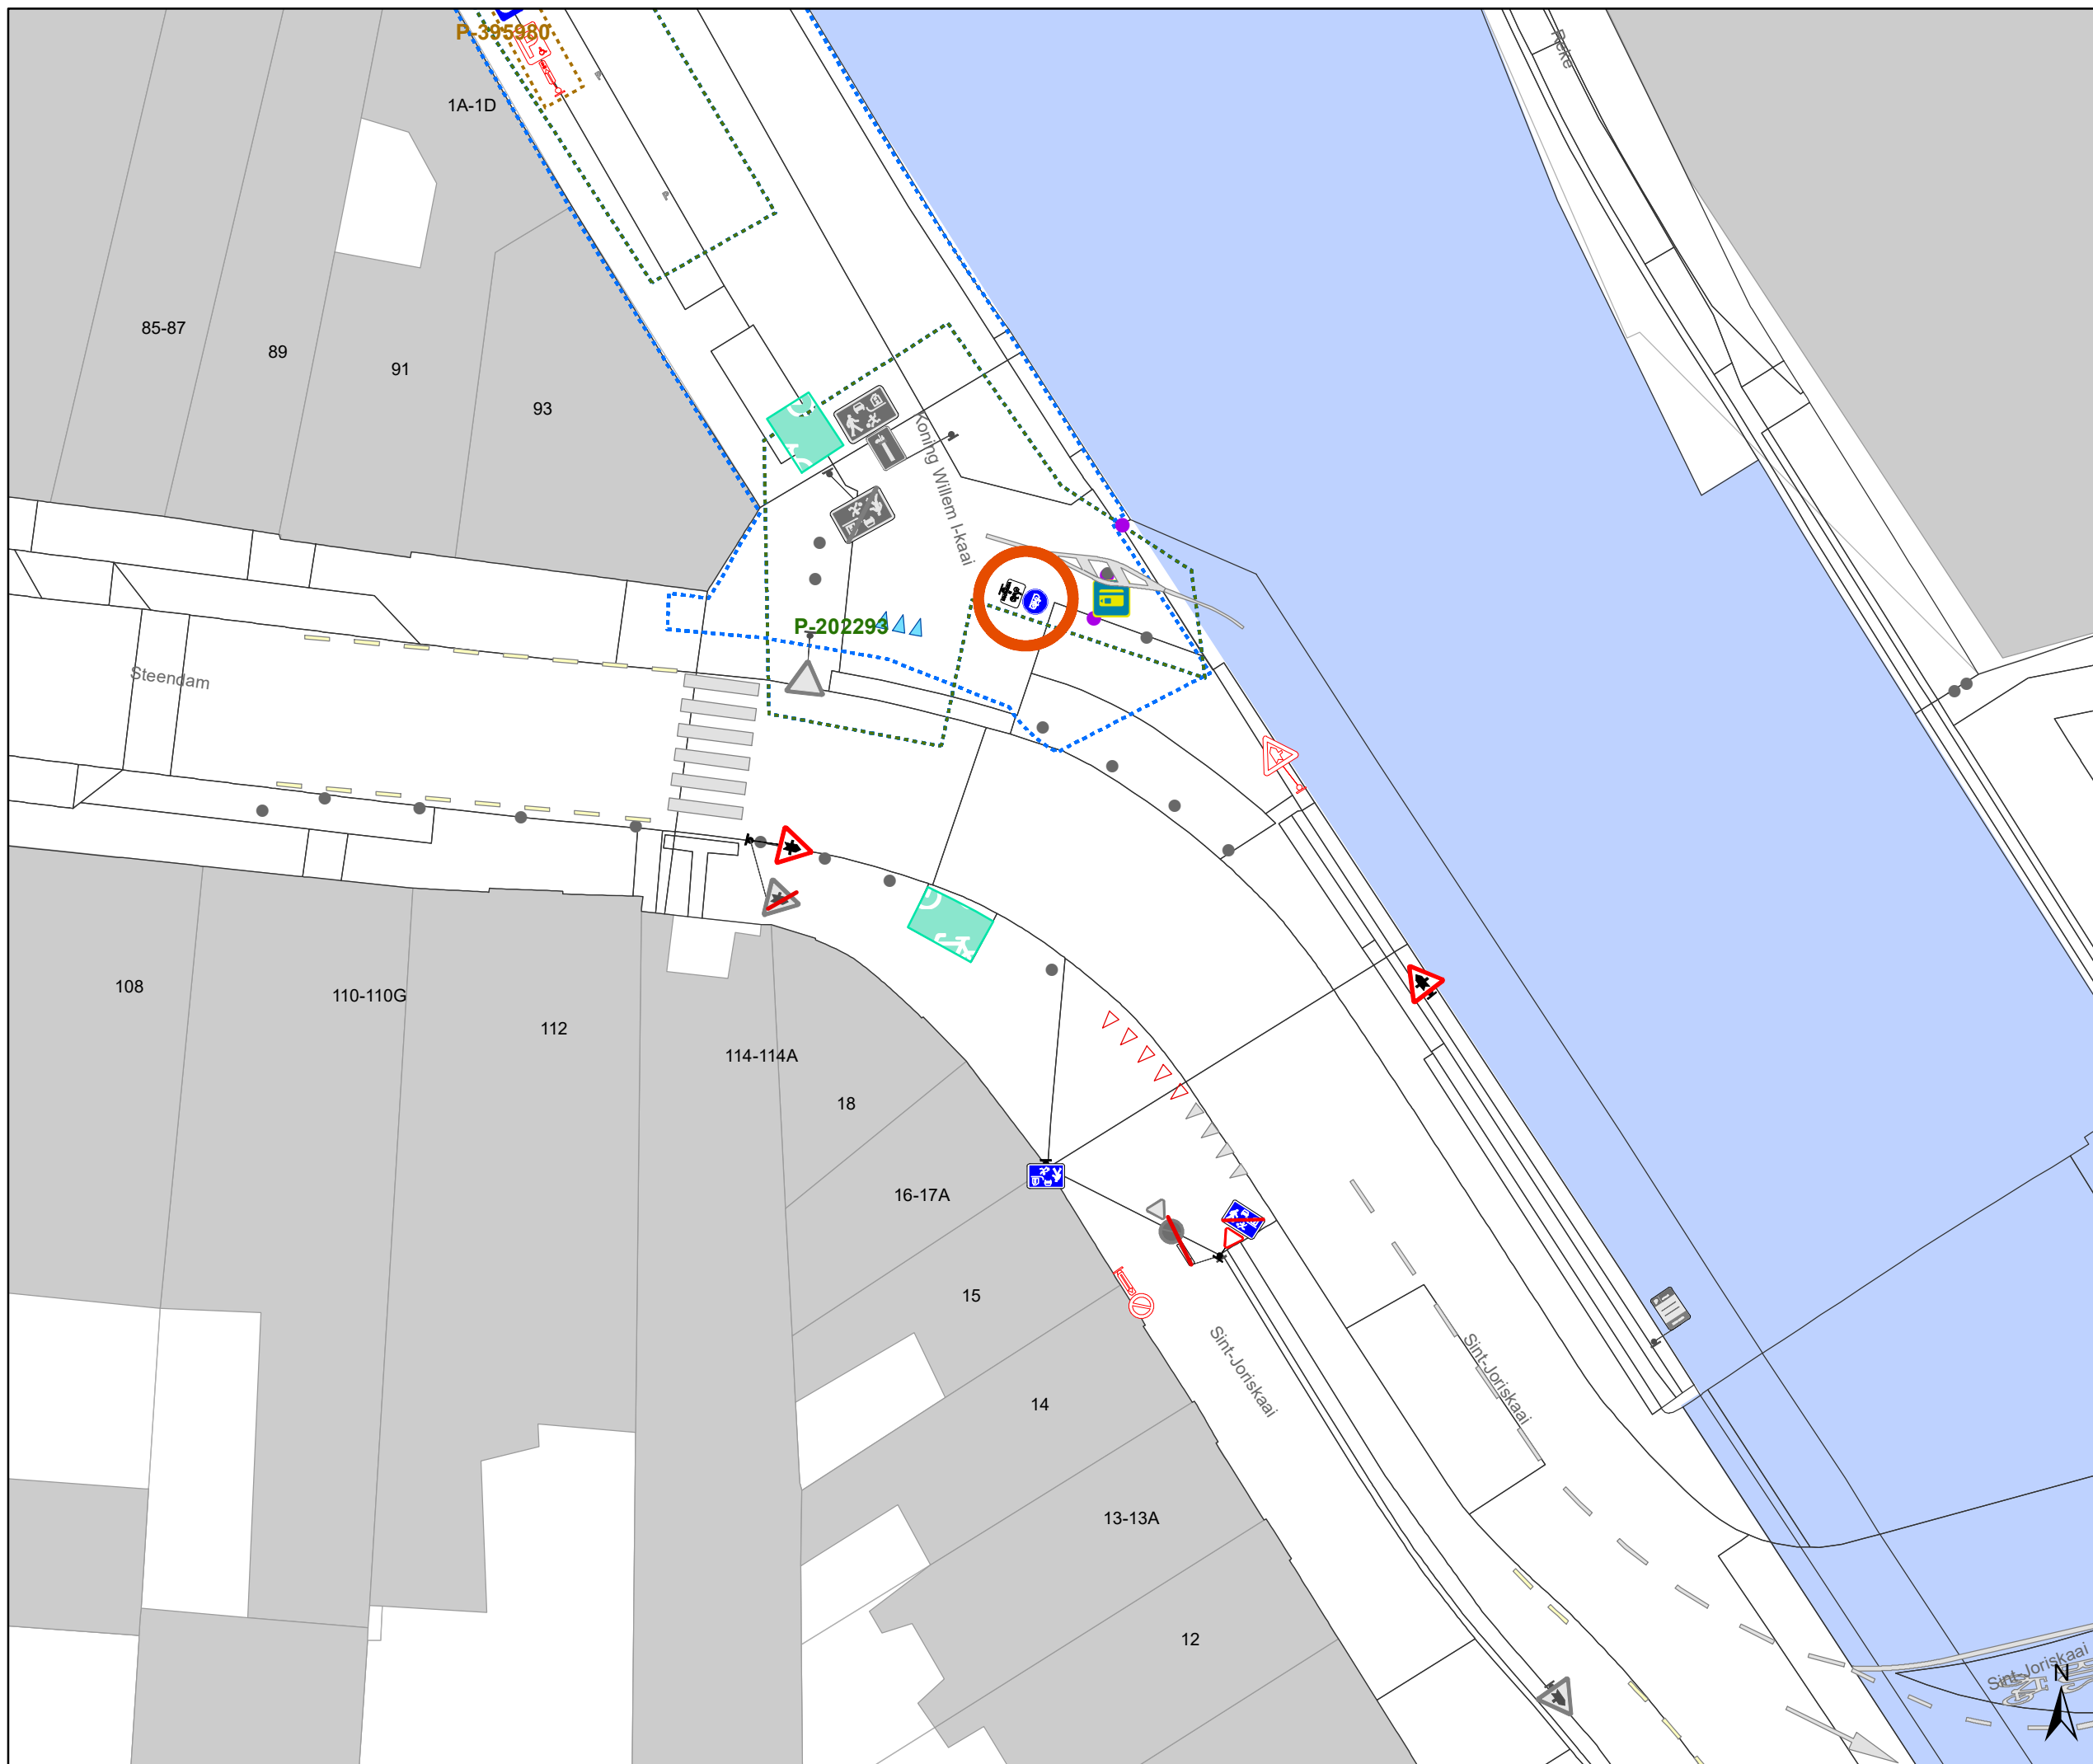 P-395980
Reke
1A-1D
85-87
89
91
93
Koning Willem I-kaai
P-202293
Steendam
108
110-110G
112
114-114A
18
16-17A
15
14
13-13A
12
Sint-Joriskaai
Sint-Joriskaai
Sint-Joriskaai
N